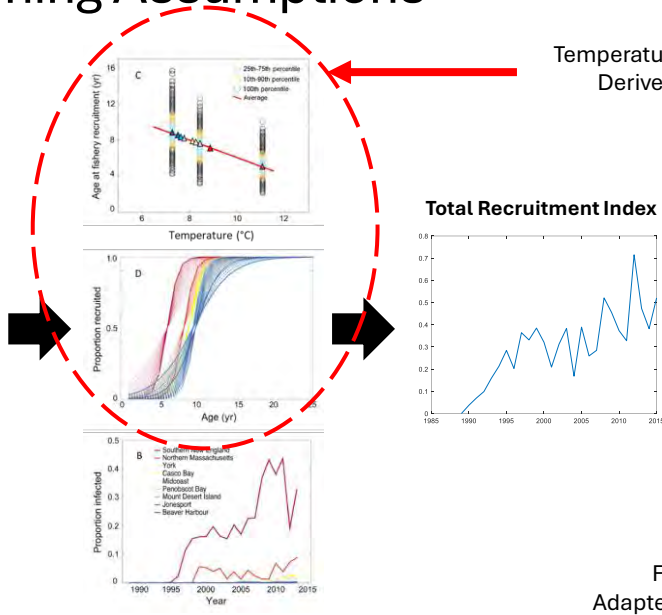 ning Assumptions
Temperatu
Derive
16
12
8
4
0
C
25th-75th percentile
10th-90th percentile
100th percentile
Average
Age at fishery recruitment (yr)
6
8
10
12
Temperature (°C)
1.0
0.5
0
D
Proportion recruited
0
5
10
15
20
25
Age (yr)
0.5
0.4
0.3
0.2
0.1
0
B
Southern New England
Northern Massachusetts
York
Casco Bay
Midcoast
Penobscot Bay
Mount Desert Island
Jonesport
Beaver Harbour
Proportion infected
1990
1995
2000
2005
2010
2015
Year
Total Recruitment Index
0.8
0.7
0.6
0.5
0.4
0.3
0.2
0.1
0
1985
1990
1995
2000
2005
2010
2015
F
Adapte